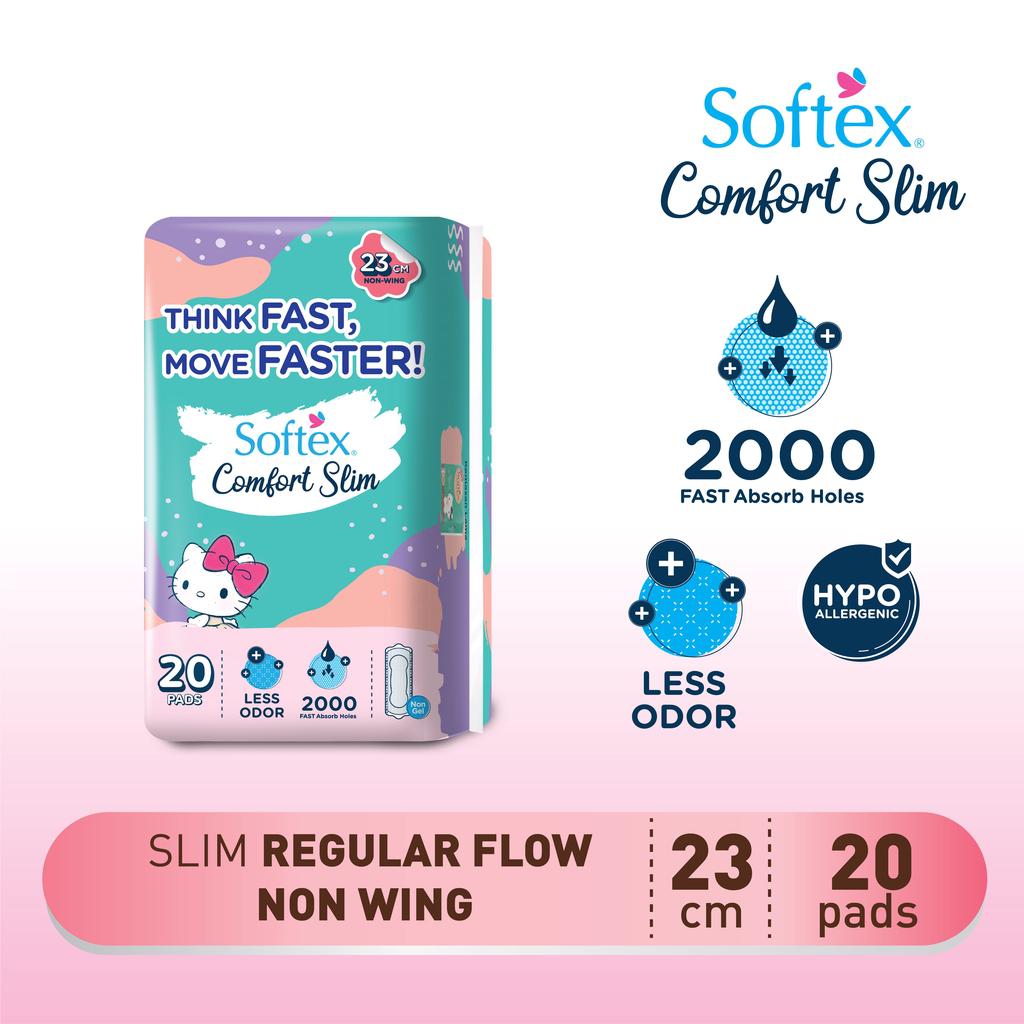 Softex®
Comfort Slim
23 CM
NON-WING
THINK FAST,
MOVE FASTER!
Softex®
Comfort Slim
20
PADS
LESS
ODOR
2000
FAST Absorb Holes
Non
Gel
2000
FAST Absorb Holes
LESS
ODOR
HYPO
ALLERGENIC
SLIM REGULAR FLOW
NON WING
23
cm
20
pads